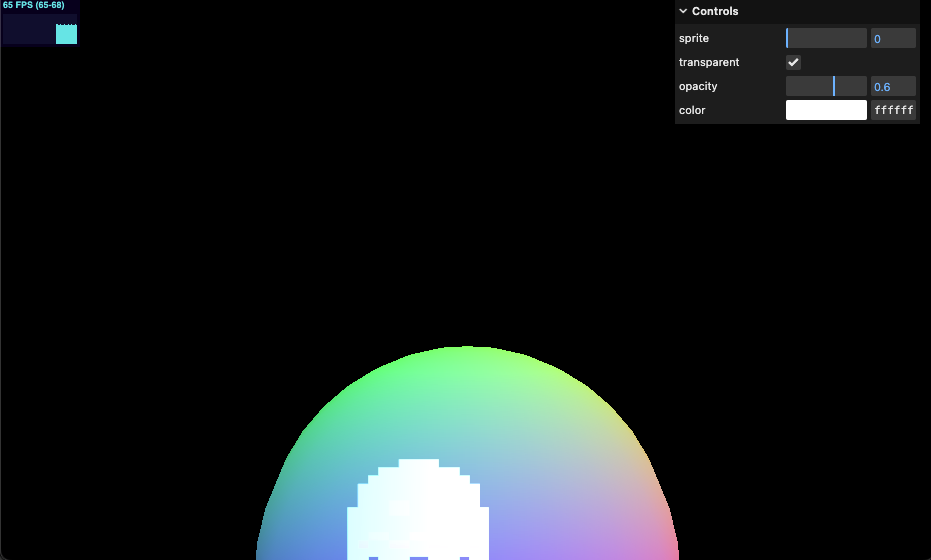 65 FPS (65-68)
Controls
sprite 0
transparent
opacity 0.6
color ffffff